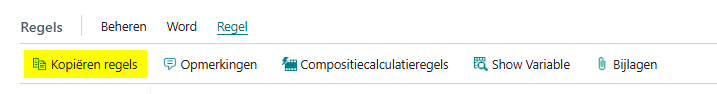 Regels Beheren Word Regel
Kopiëren regels Opmerkingen Compositiecalculatieregels Show Variable Bijlagen